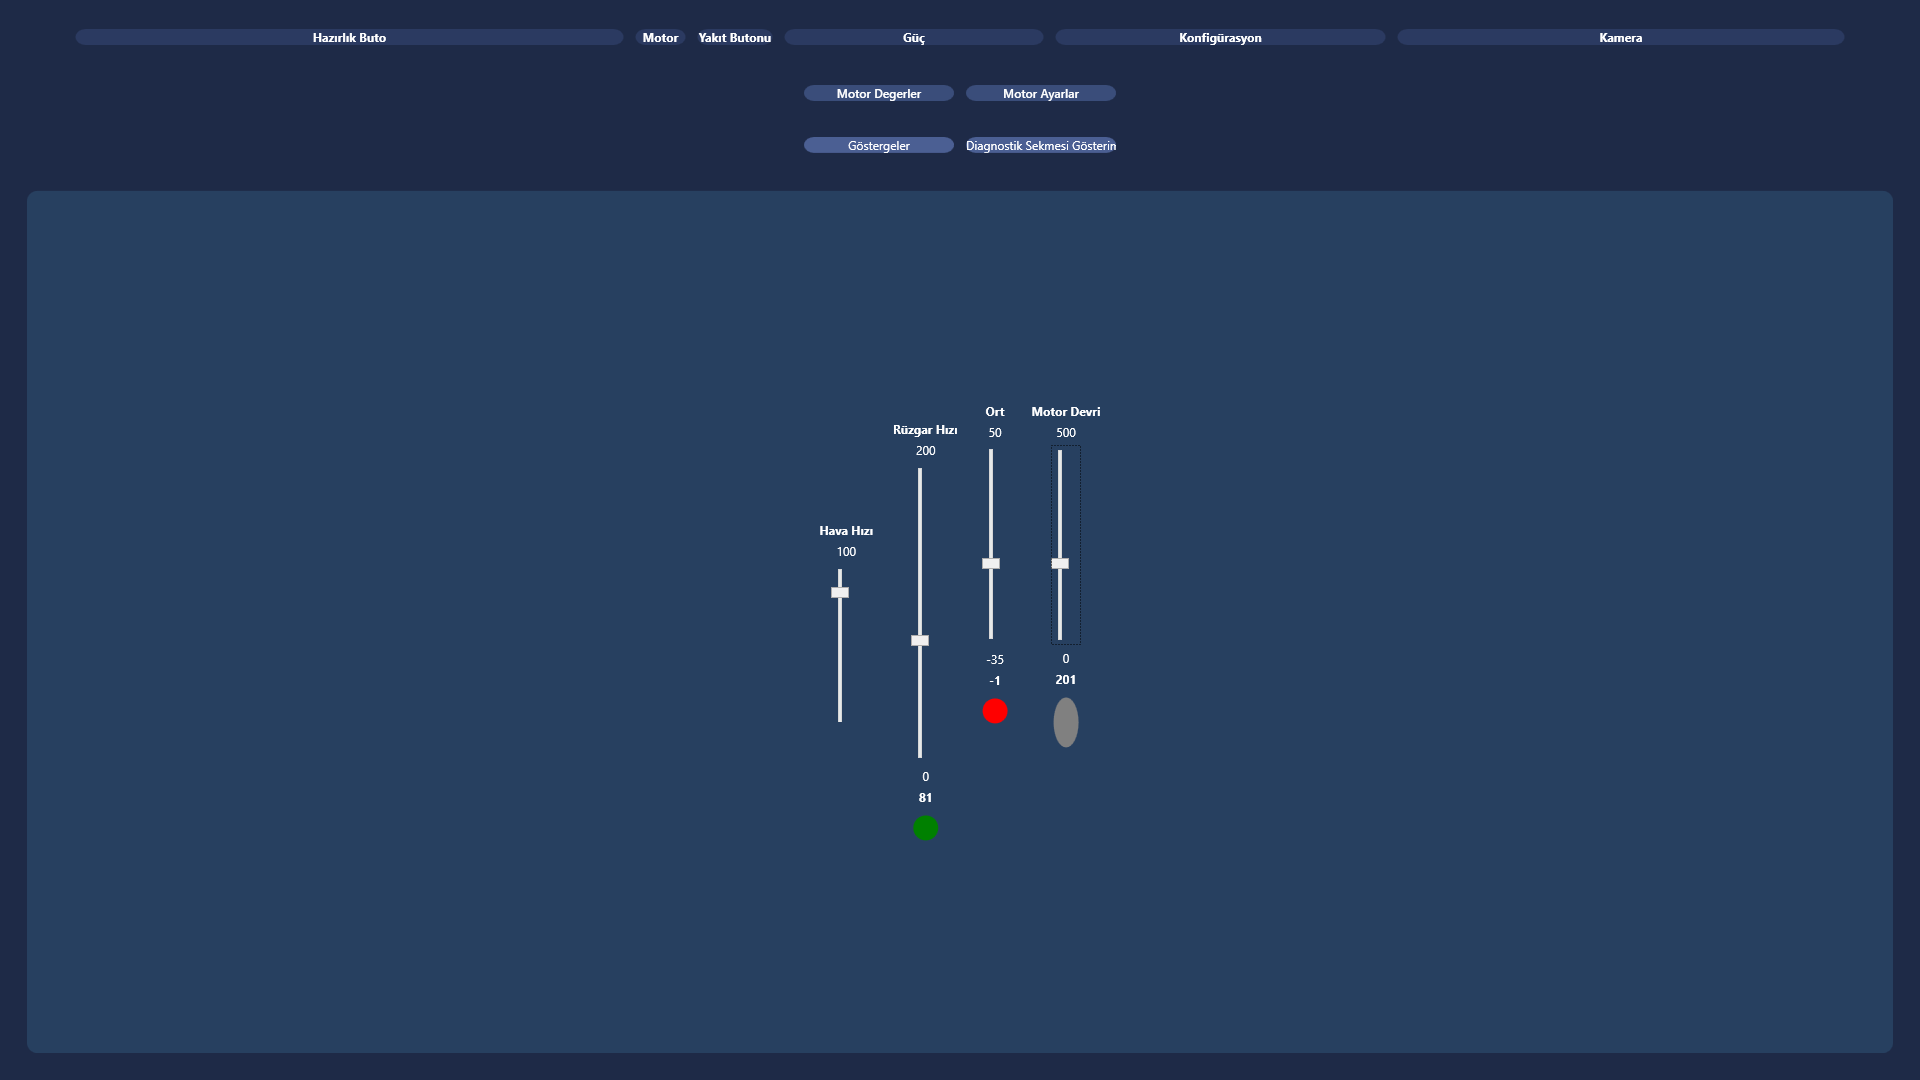 Hazırlık Buto
Motor
Yakıt Butonu
Güç
Konfigürasyon
Kamera
Motor Degerler
Motor Ayarlar
Göstergeler
Diagnostik Sekmesi Gösterin
Hava Hızı
100
Rüzgar Hızı
200
0
81
Ort
50
-35
-1
Motor Devri
500
0
201